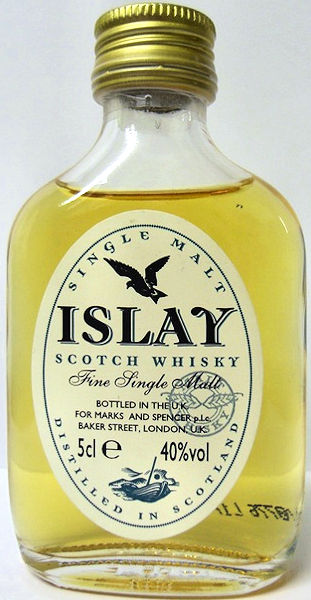 SINGLE MALT
ISLAY
SCOTCH WHISKY
Fine Single Malt
BOTTLED IN THE U.K.
FOR MARKS AND SPENCER p.l.c.
BAKER STREET, LONDON, U.K.
5cl e 40%vol
DISTILLED IN SCOTLAND